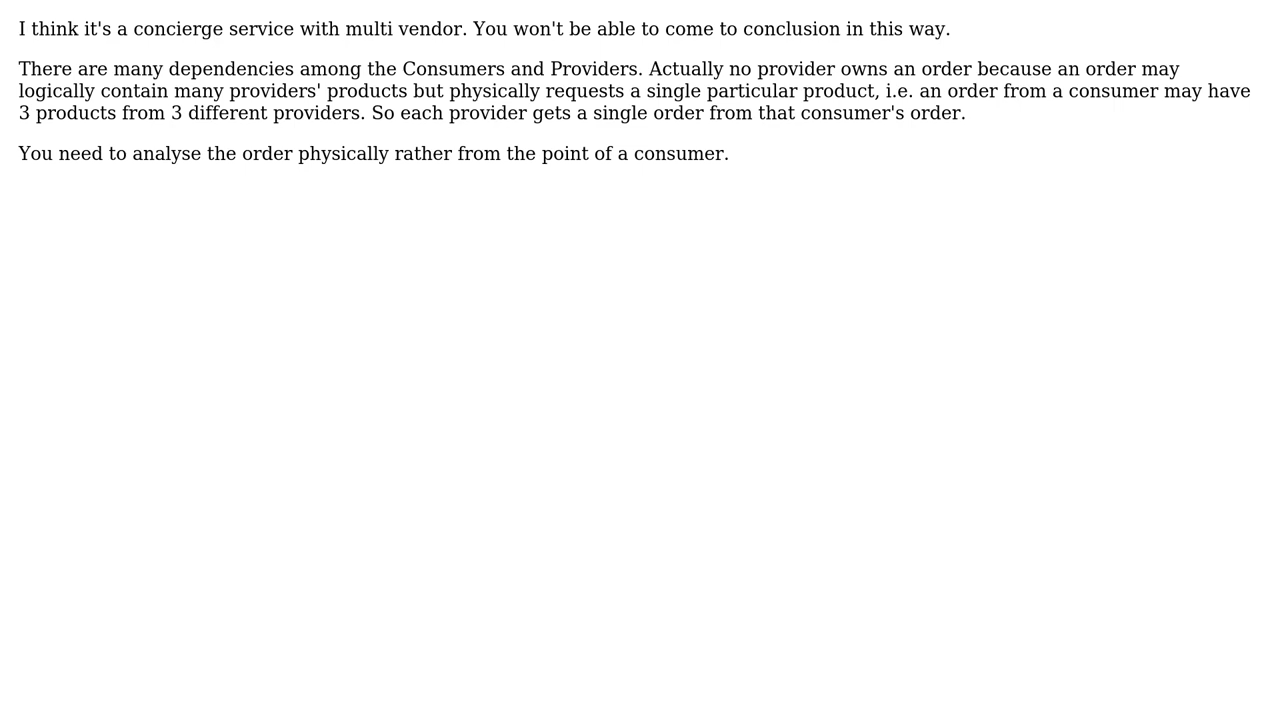 I think it's a concierge service with multi vendor. You won't be able to come to conclusion in this way.
There are many dependencies among the Consumers and Providers. Actually no provider owns an order because an order may
logically contain many providers' products but physically requests a single particular product, i.e. an order from a consumer may have
3 products from 3 different providers. So each provider gets a single order from that consumer's order.
You need to analyse the order physically rather from the point of a consumer.